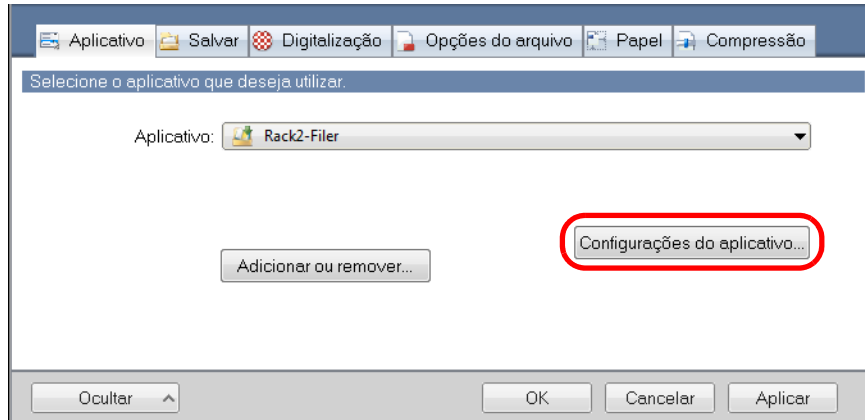 Aplicativo Salvar Digitalização Opções do arquivo Papel Compressão
Selecione o aplicativo que deseja utilizar.
Aplicativo: Rack2-Filer
Configurações do aplicativo...
Adicionar ou remover...
Ocultar OK Cancelar Aplicar